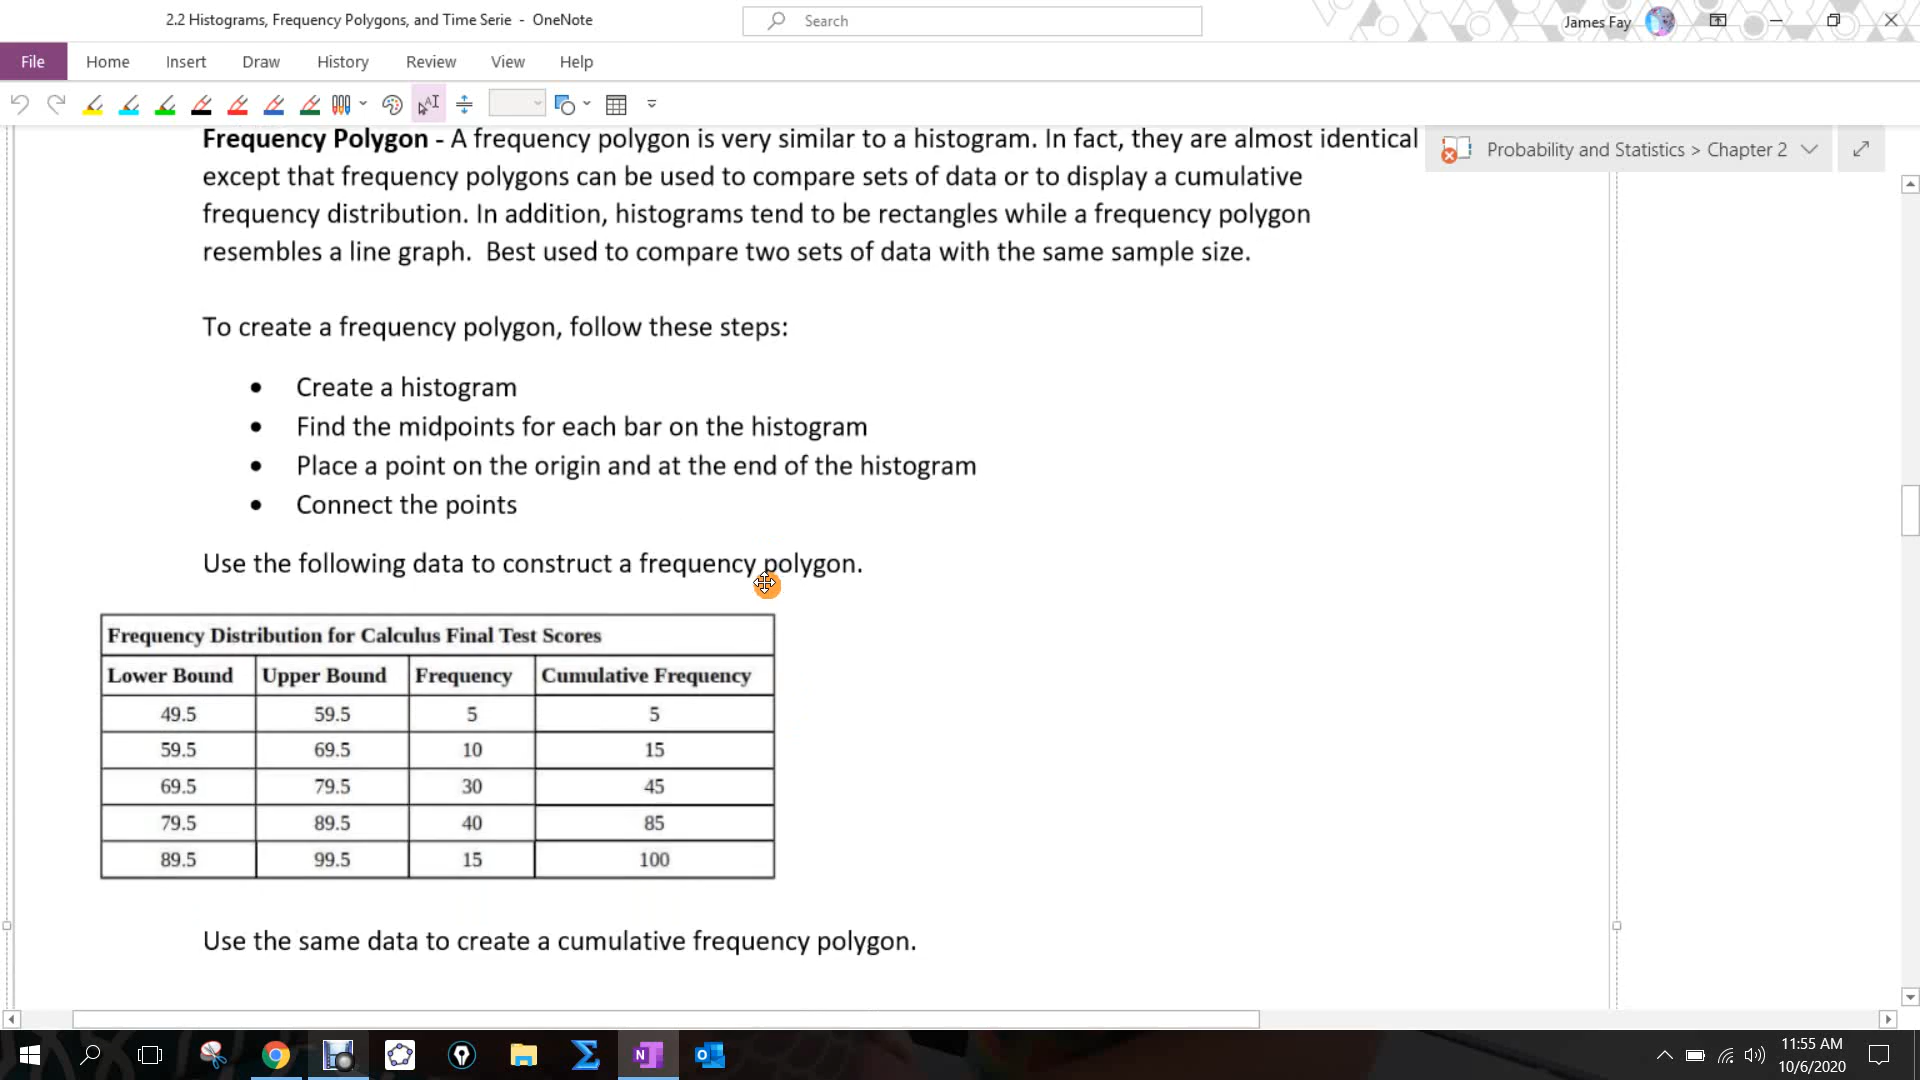 2.2 Histograms, Frequency Polygons, and Time Serie - OneNote
Search
James Fay
File Home Insert Draw History Review View Help
Probability and Statistics > Chapter 2
Frequency Polygon - A frequency polygon is very similar to a histogram. In fact, they are almost identical
except that frequency polygons can be used to compare sets of data or to display a cumulative
frequency distribution. In addition, histograms tend to be rectangles while a frequency polygon
resembles a line graph. Best used to compare two sets of data with the same sample size.
To create a frequency polygon, follow these steps:
• Create a histogram
• Find the midpoints for each bar on the histogram
• Place a point on the origin and at the end of the histogram
• Connect the points
Use the following data to construct a frequency polygon.
Frequency Distribution for Calculus Final Test Scores
Lower Bound Upper Bound Frequency Cumulative Frequency
49.5 59.5 5 5
59.5 69.5 10 15
69.5 79.5 30 45
79.5 89.5 40 85
89.5 99.5 15 100
Use the same data to create a cumulative frequency polygon.
11:55 AM
10/6/2020